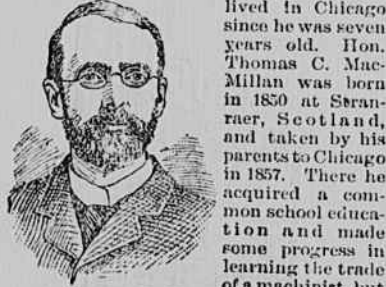 lived in Chicago
since he was seven
years old. Hon.
Thomas C. Mac-
Millan was born
in 1850 at Stran-
raer, Scotland,
and taken by his
parents to Chicago
in 1857. There he
acquired a com-
mon school educa-
tion and made
some progress in
learning the trade
of a machinist, but